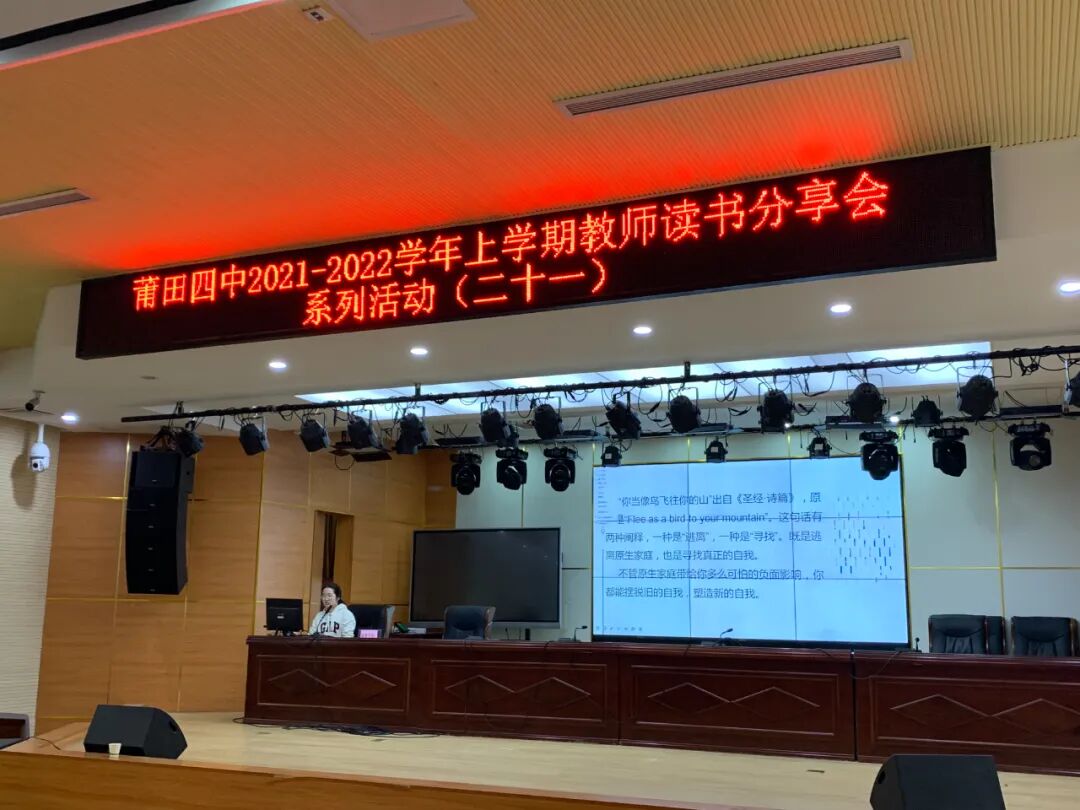 莆田四中2021-2022学年上学期教师读书分享会
系列活动（二十一）
“你当像鸟飞往你的山”出自《圣经·诗篇》，原
是“Flee as a bird to your mountain”。这句话有
两种阐释，一种是“逃离”，一种是“寻找”。既是逃
离原生家庭，也是寻找真正的自我。
不管原生家庭带给你多么可怕的负面影响，你
都能摆脱旧的自我，塑造新的自我。
GAP